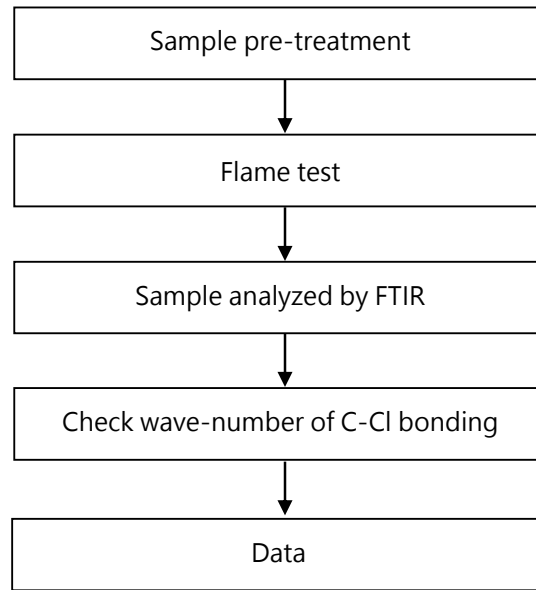 Sample pre-treatment
Flame test
Sample analyzed by FTIR
Check wave-number of C-Cl bonding
Data